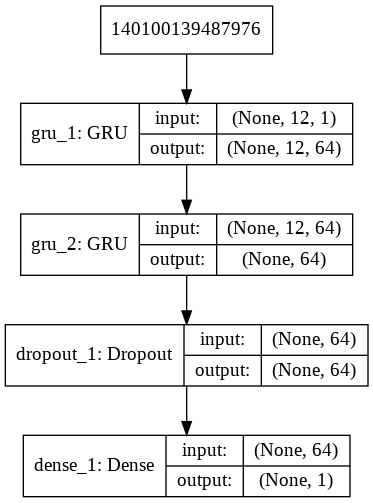 140100139487976
gru_1: GRU
input: (None, 12, 1)
output: (None, 12, 64)
gru_2: GRU
input: (None, 12, 64)
output: (None, 64)
dropout_1: Dropout
input: (None, 64)
output: (None, 64)
dense_1: Dense
input: (None, 64)
output: (None, 1)